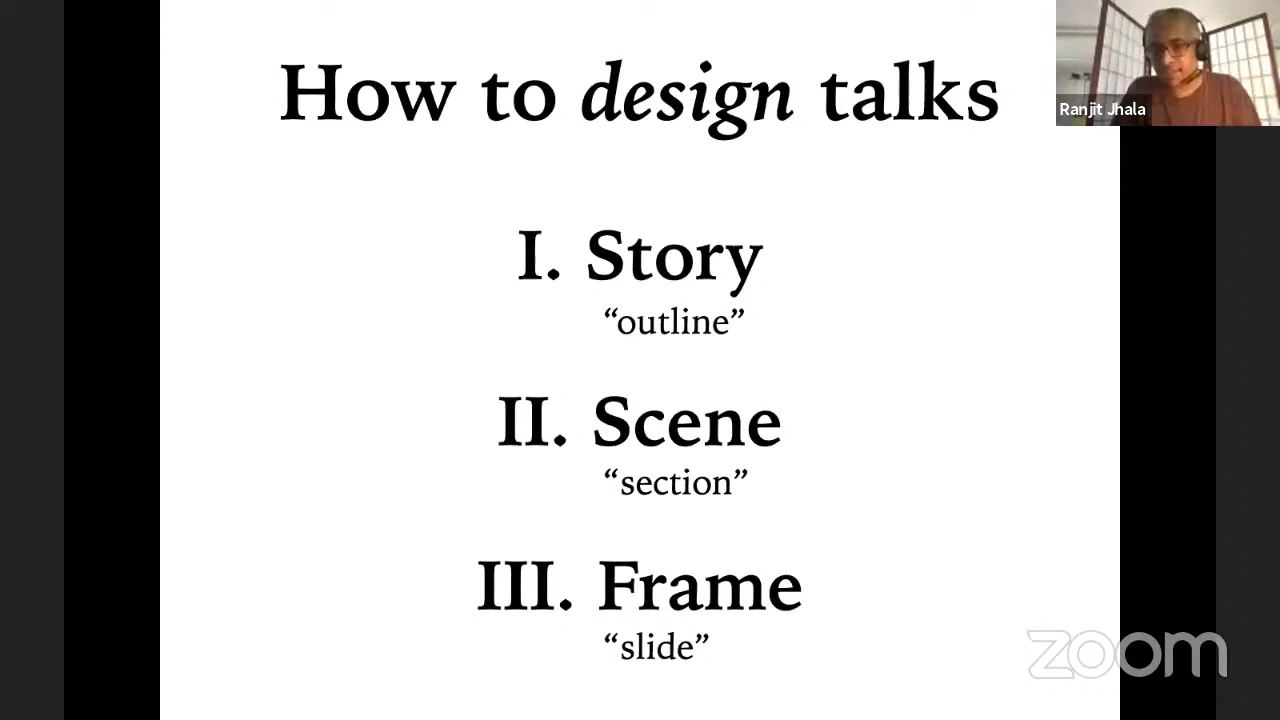 How to design talks
Ranjit Jhala
I. Story
“outline”
II. Scene
“section”
III. Frame
“slide”
zoom